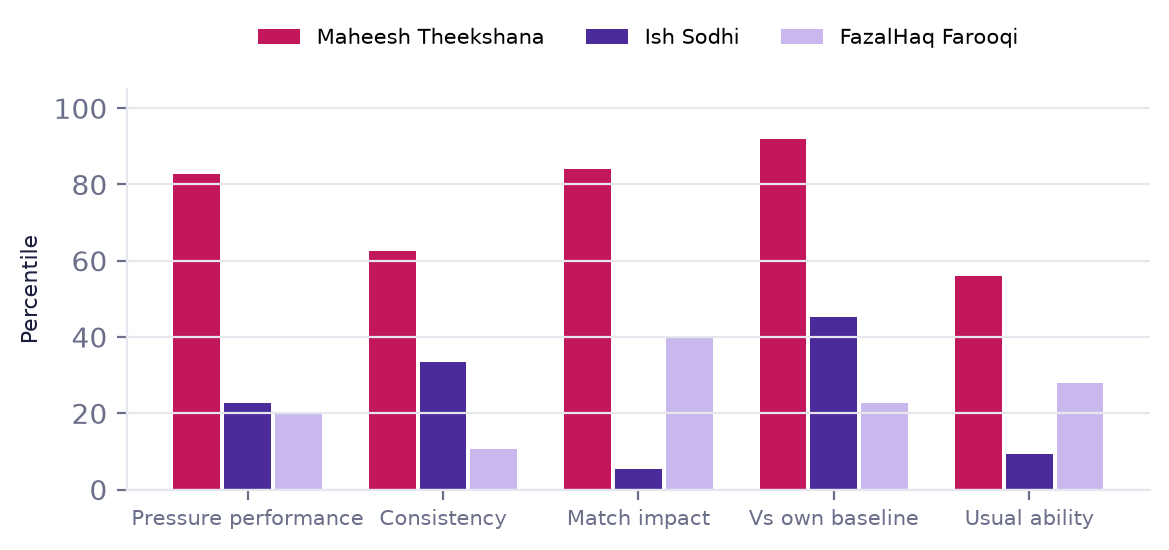 Maheesh Theekshana Ish Sodhi FazalHaq Farooqi
Percentile
100
80
60
40
20
0
Pressure performance Consistency Match impact Vs own baseline Usual ability